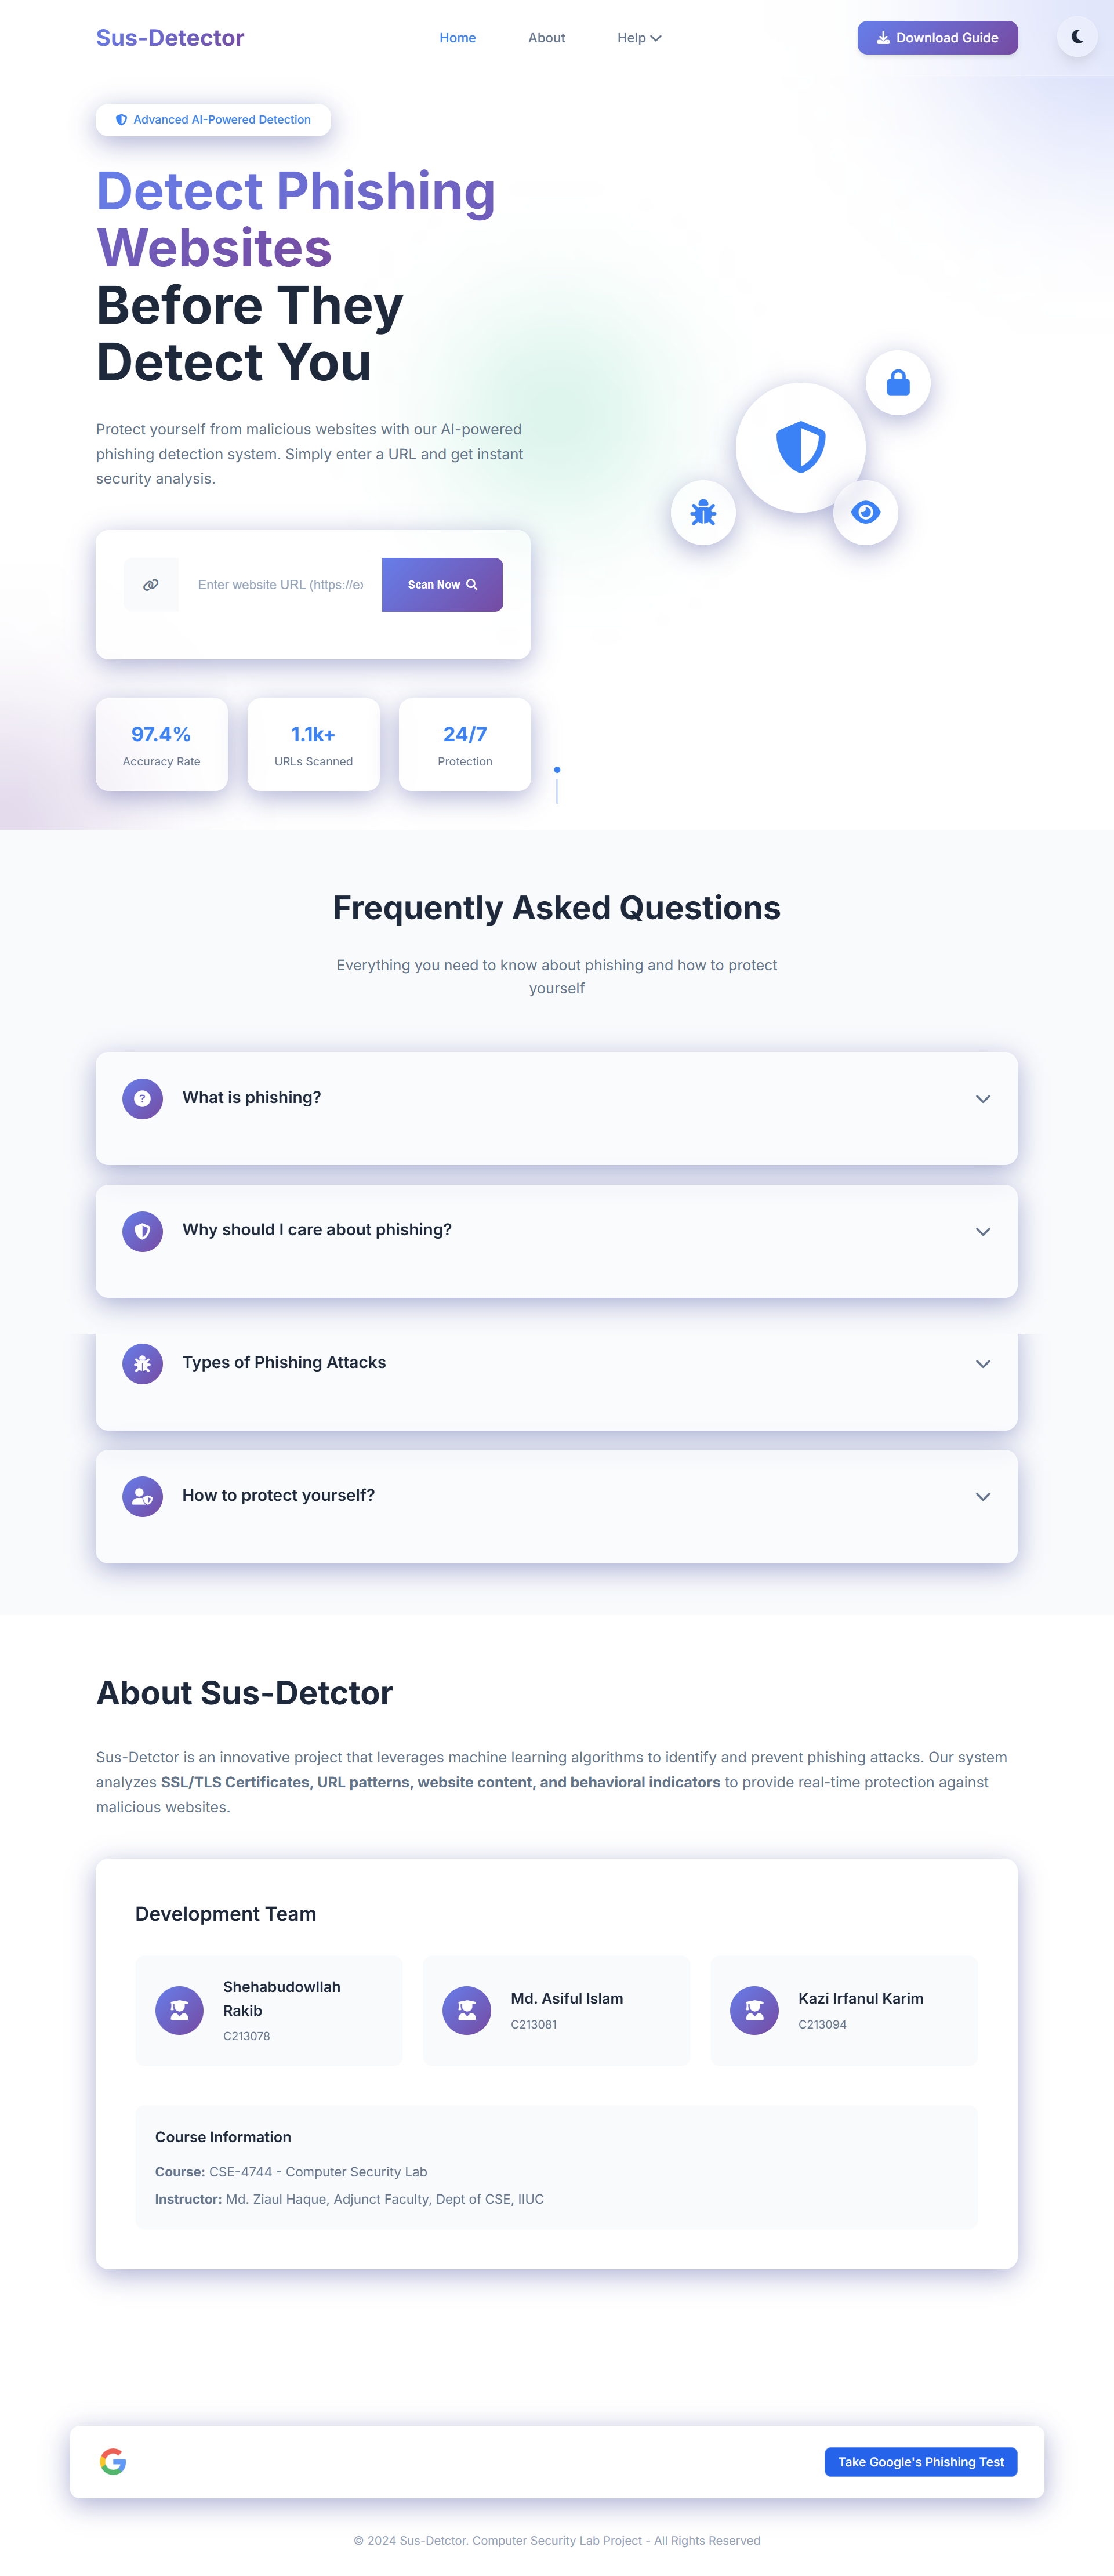 Sus-Detector
Home
About
Help
Download Guide
Advanced AI-Powered Detection
Detect Phishing
Websites
Before They
Detect You
Protect yourself from malicious websites with our AI-powered
phishing detection system. Simply enter a URL and get instant
security analysis.
Enter website URL (https://ex
Scan Now
97.4%
Accuracy Rate
1.1k+
URLs Scanned
24/7
Protection
Frequently Asked Questions
Everything you need to know about phishing and how to protect
yourself
What is phishing?
Why should I care about phishing?
Types of Phishing Attacks
How to protect yourself?
About Sus-Detctor
Sus-Detctor is an innovative project that leverages machine learning algorithms to identify and prevent phishing attacks. Our system
analyzes SSL/TLS Certificates, URL patterns, website content, and behavioral indicators to provide real-time protection against
malicious websites.
Development Team
Shehabudowllah
Rakib
C213078
Md. Asiful Islam
C213081
Kazi Irfanul Karim
C213094
Course Information
Course: CSE-4744 - Computer Security Lab
Instructor: Md. Ziaul Haque, Adjunct Faculty, Dept of CSE, IIUC
Take Google's Phishing Test
© 2024 Sus-Detctor. Computer Security Lab Project - All Rights Reserved